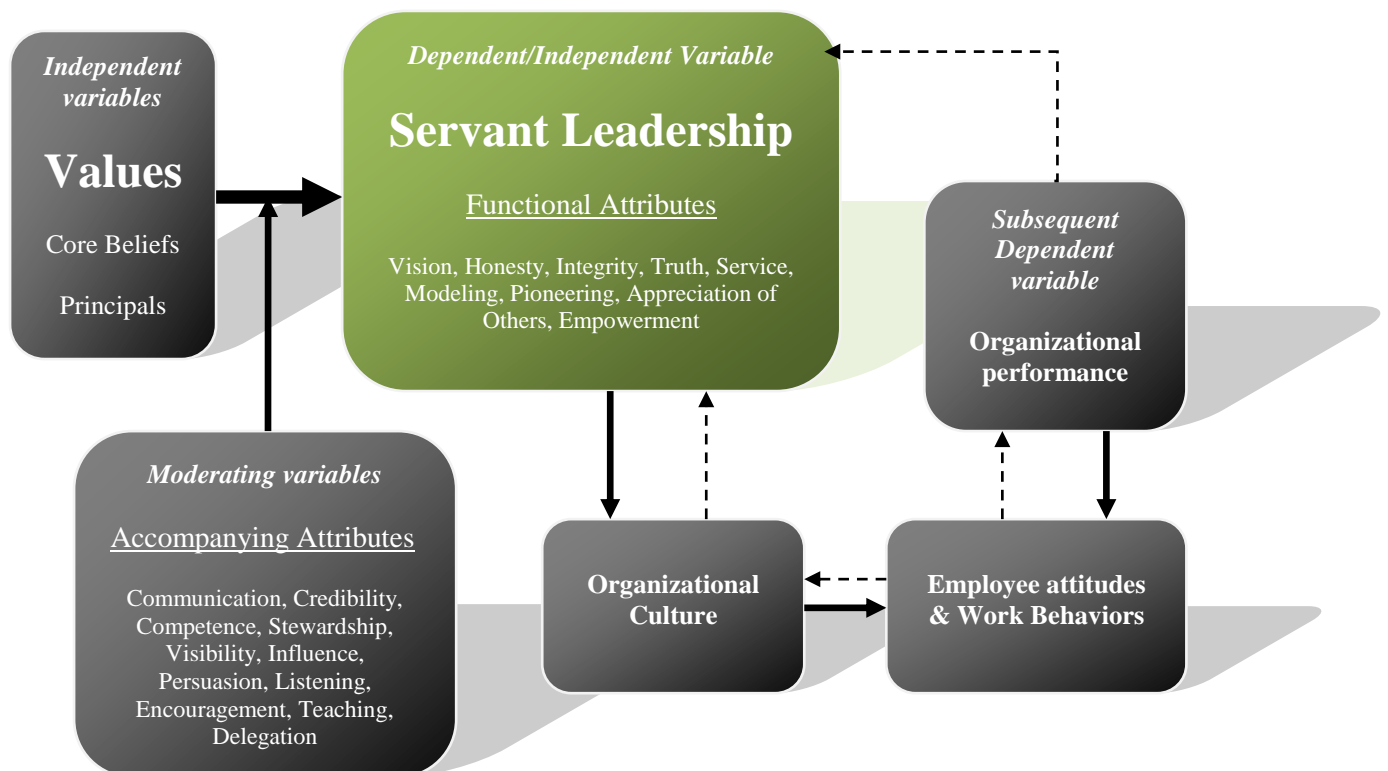 Independent
variables
Values
Core Beliefs
Principals
Dependent/Independent Variable
Servant Leadership
Functional Attributes
Vision, Honesty, Integrity, Truth, Service,
Modeling, Pioneering, Appreciation of
Others, Empowerment
Subsequent
Dependent
variable
Organizational
performance
Moderating variables
Accompanying Attributes
Communication, Credibility,
Competence, Stewardship,
Visibility, Influence,
Persuasion, Listening,
Encouragement, Teaching,
Delegation
Organizational
Culture
Employee attitudes
& Work Behaviors